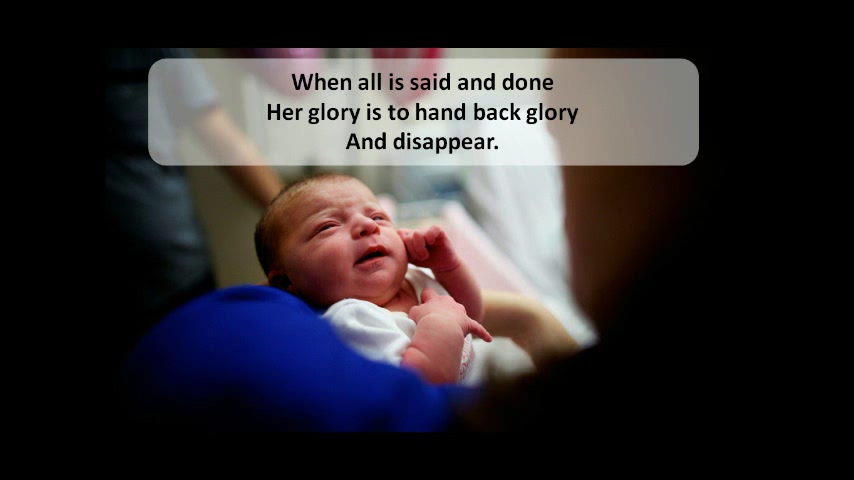 When all is said and done
Her glory is to hand back glory
And disappear.